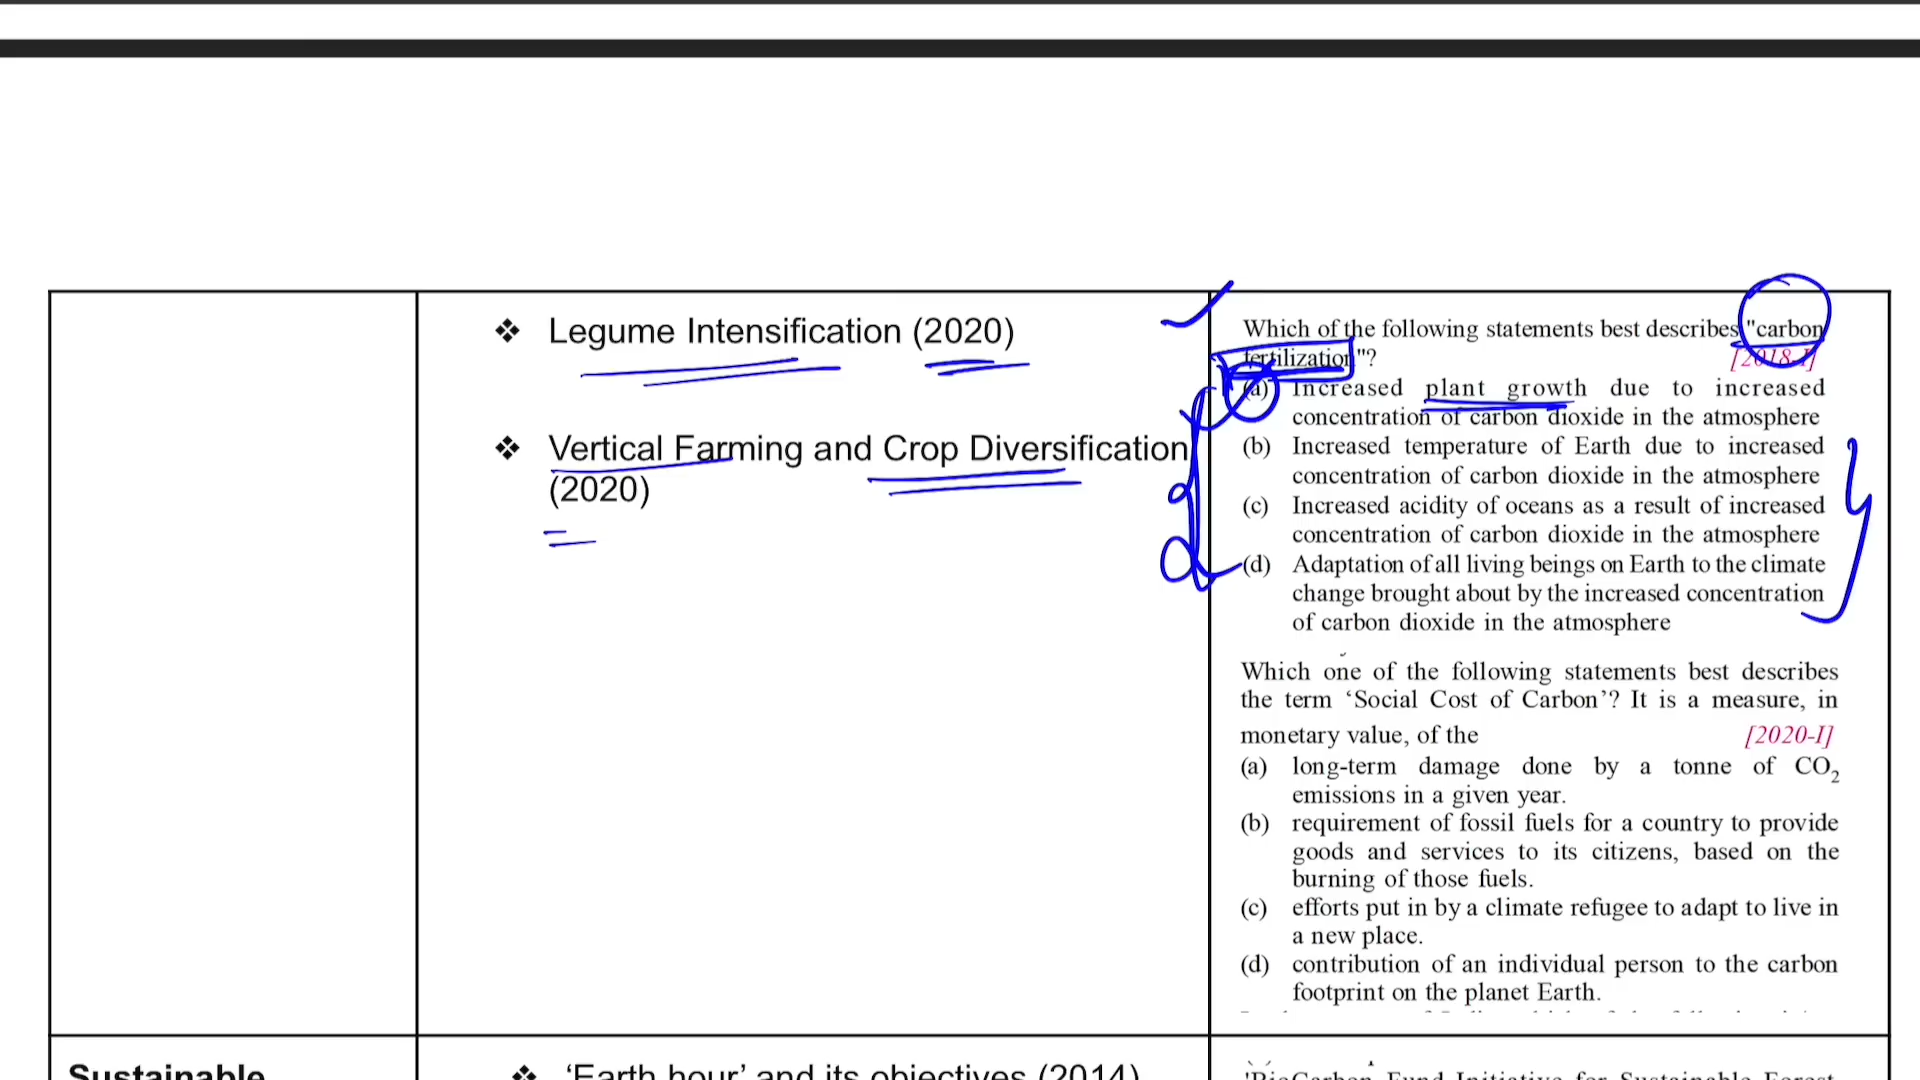 ❖ Legume Intensification (2020)
❖ Vertical Farming and Crop Diversification
(2020)
Which of the following statements best describes "carbon
fertilization"?
[2018-I]
(a) Increased plant growth due to increased
concentration of carbon dioxide in the atmosphere
(b) Increased temperature of Earth due to increased
concentration of carbon dioxide in the atmosphere
(c) Increased acidity of oceans as a result of increased
concentration of carbon dioxide in the atmosphere
(d) Adaptation of all living beings on Earth to the climate
change brought about by the increased concentration
of carbon dioxide in the atmosphere
Which one of the following statements best describes
the term ‘Social Cost of Carbon’? It is a measure, in
monetary value, of the [2020-I]
(a) long-term damage done by a tonne of CO₂
emissions in a given year.
(b) requirement of fossil fuels for a country to provide
goods and services to its citizens, based on the
burning of those fuels.
(c) efforts put in by a climate refugee to adapt to live in
a new place.
(d) contribution of an individual person to the carbon
footprint on the planet Earth.
Sustainable
❖ ‘Earth hour’ and its objectives (2014)
'BioCarbon Fund Initiative for Sustainable Forest